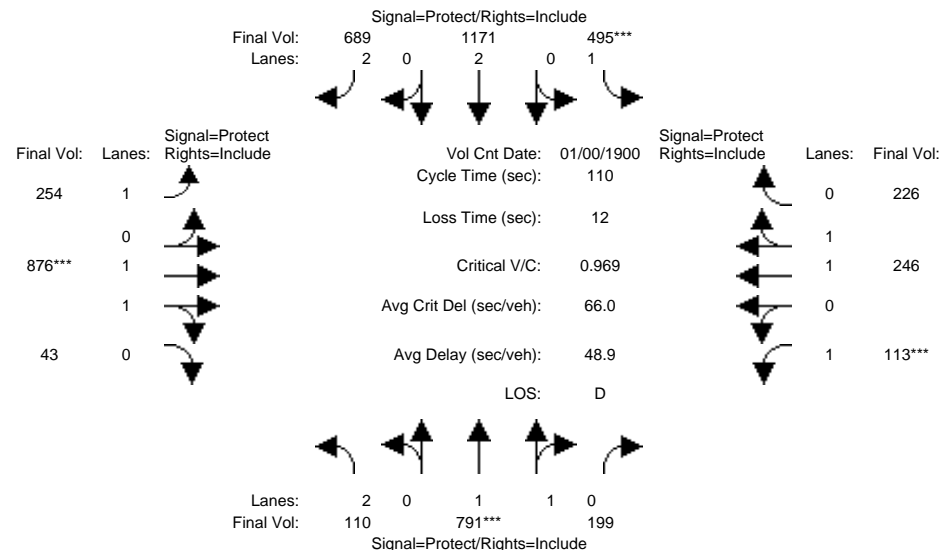 Signal=Protect/Rights=Include
Final Vol: 689 1171 495***
Lanes: 2 0 2 0 1
Signal=Protect Signal=Protect
Final Vol: Lanes: Rights=Include Vol Cnt Date: 01/00/1900 Rights=Include Lanes: Final Vol:
Cycle Time (sec): 110
254 1 0 226
Loss Time (sec): 12
0 1
876*** 1 Critical V/C: 0.969 1 246
1 Avg Crit Del (sec/veh): 66.0 0
43 0 Avg Delay (sec/veh): 48.9 1 113***
LOS: D
Lanes: 2 0 1 1 0
Final Vol: 110 791*** 199
Signal=Protect/Rights=Include